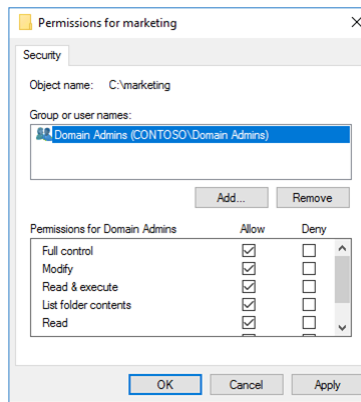 Permissions for marketing
Security
Object name: C:\marketing
Group or user names:
Domain Admins (CONTOSO\Domain Admins)
Add... Remove
Permissions for Domain Admins Allow Deny
Full control
Modify
Read & execute
List folder contents
Read
OK Cancel Apply